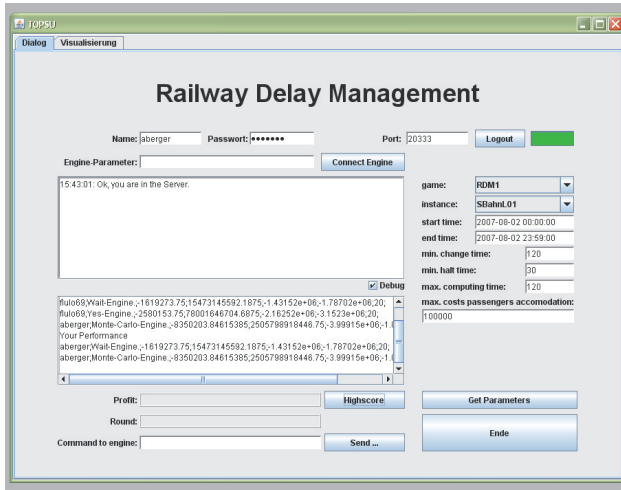 TOPSU
Dialog Visualisierung
Railway Delay Management
Name: aberger Passwort: ••••••• Port: 20333 Logout
Engine-Parameter: Connect Engine
15:43:01: Ok, you are in the Server.
game: RDM1
instance: SBahnL01
start time: 2007-08-02 00:00:00
end time: 2007-08-02 23:59:00
min. change time: 120
min. halt time: 30
max. computing time: 120
max. costs passengers accomodation:
100000
Debug
flulo69;Wait-Engine.;-1619273.75;15473145592.1875;-1.43152e+06;-1.78702e+06;20;
flulo69;Yes-Engine.;-2580153.75;78001646704.6875;-2.16252e+06;-3.1523e+06;20;
aberger;Monte-Carlo-Engine.;-8350203.84615385;2505798918446.75;-3.99915e+06;-1.0
Your Performance
aberger;Wait-Engine.;-1619273.75;15473145592.1875;-1.43152e+06;-1.78702e+06;20;
aberger;Monte-Carlo-Engine.;-8350203.84615385;2505798918446.75;-3.99915e+06;-1.0
Profit: Highscore Get Parameters
Round:
Ende
Command to engine: Send ...